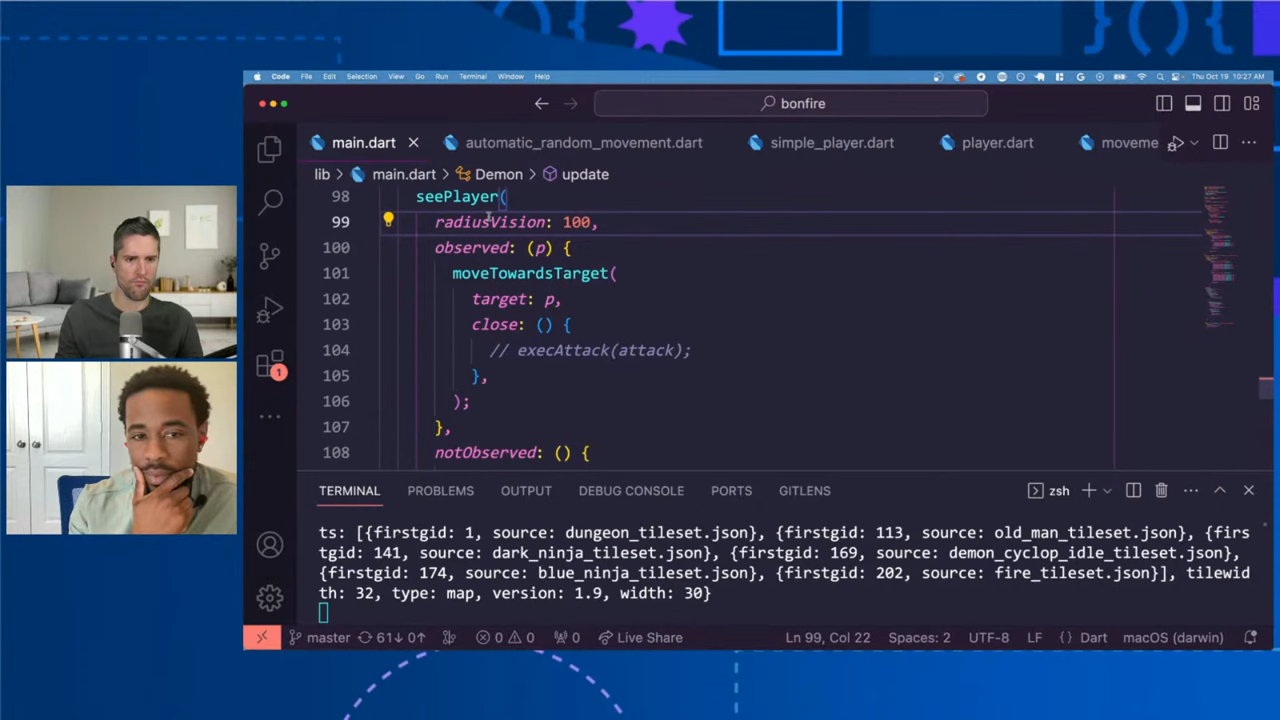 Code File Edit Selection View Go Run Terminal Window Help
Thu Oct 19 10:27 AM
bonfire
main.dart automatic_random_movement.dart simple_player.dart player.dart moveme
lib > main.dart > Demon > update
98 seePlayer(
99 radiusVision: 100,
100 observed: (p) {
101 moveTowardsTarget(
102 target: p,
103 close: () {
104 // execAttack(attack);
105 },
106 );
107 },
108 notObserved: () {
1
TERMINAL PROBLEMS OUTPUT DEBUG CONSOLE PORTS GITLENS
zsh
ts: [{firstgid: 1, source: dungeon_tileset.json}, {firstgid: 113, source: old_man_tileset.json}, {firs
tgid: 141, source: dark_ninja_tileset.json}, {firstgid: 169, source: demon_cyclop_idle_tileset.json},
{firstgid: 174, source: blue_ninja_tileset.json}, {firstgid: 202, source: fire_tileset.json}], tilewid
th: 32, type: map, version: 1.9, width: 30}
master 61↓ 0↑ 0 0 0 Live Share Ln 99, Col 22 Spaces: 2 UTF-8 LF {} Dart macOS (darwin)